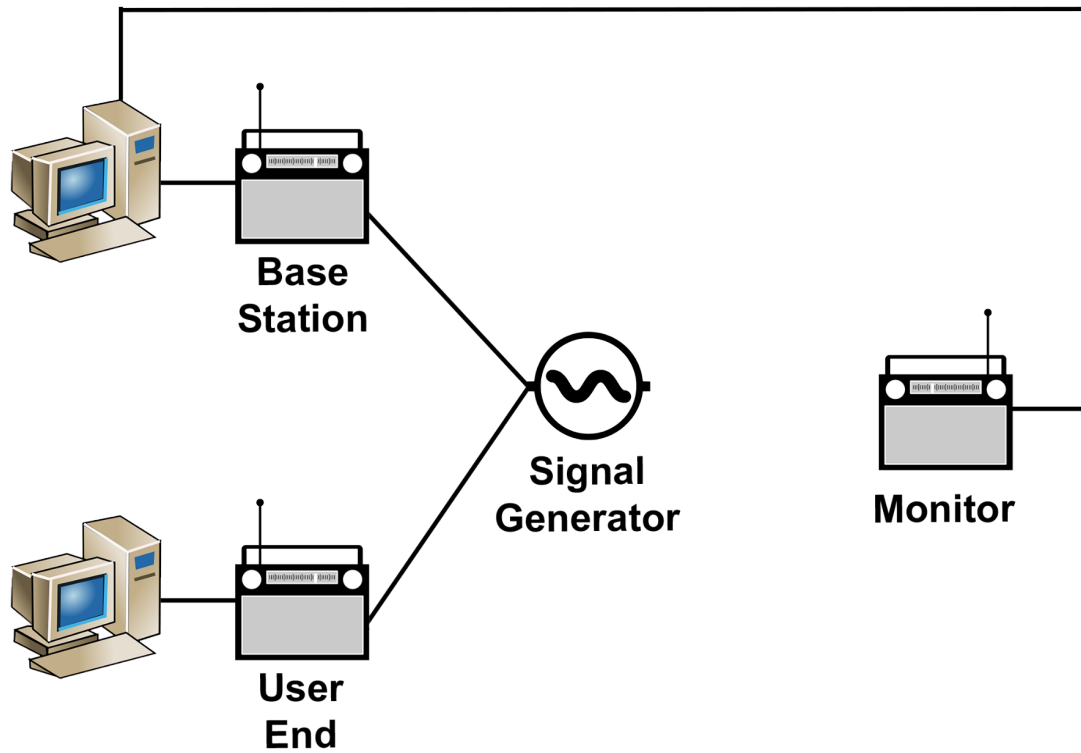 Base
Station
Signal
Generator
Monitor
User
End